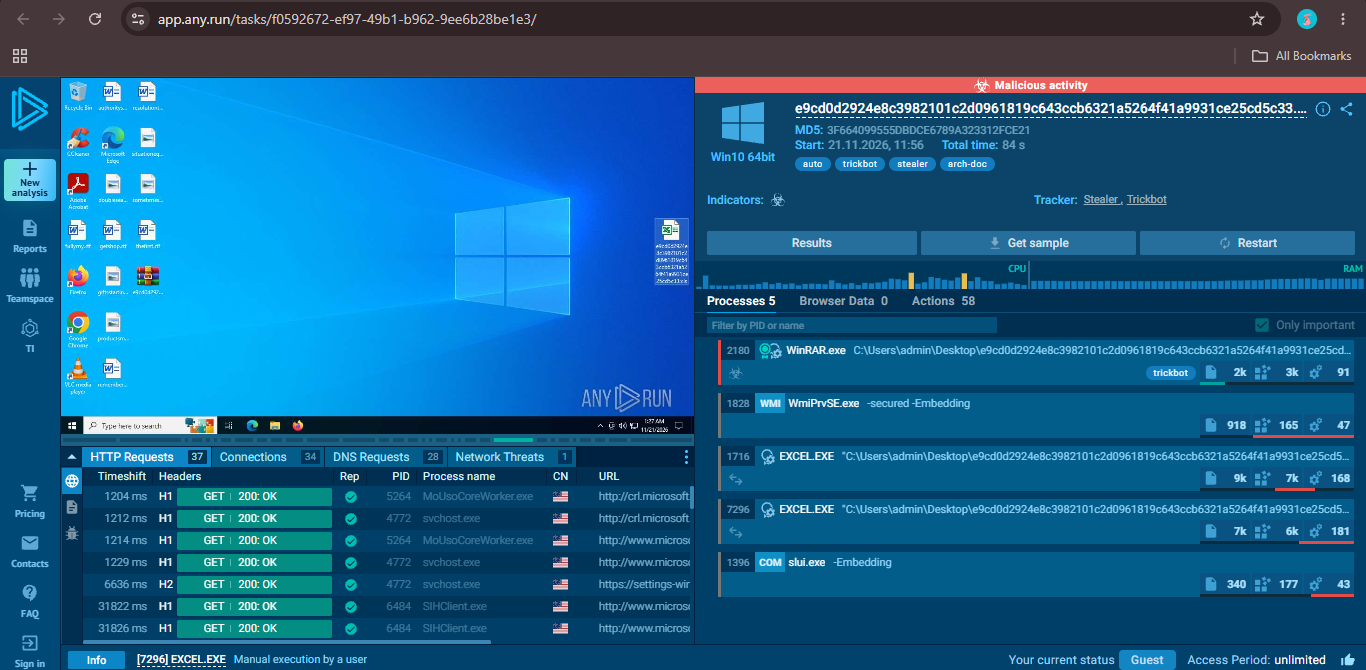 app.any.run/tasks/f0592672-ef97-49b1-b962-9ee6b28be1e3/
All Bookmarks
New analysis
Reports
Teamspace
TI
Pricing
Contacts
FAQ
Sign in
Recycle Bin
CCleaner
Microsoft Edge
Adobe Acrobat
Firefox
Google Chrome
VLC media player
Type here to search
ANY RUN
1:27 AM
11/21/2026
Malicious activity
e9cd0d2924e8c3982101c2d0961819c643ccb6321a5264f41a9931ce25cd5c33....
Win10 64bit
MD5: 3F664099555DBDCE6789A323312FCE21
Start: 21.11.2026, 11:56 Total time: 84 s
auto trickbot stealer arch-doc
Indicators:
Tracker: Stealer , Trickbot
Results Get sample Restart
CPU RAM
Processes 5 Browser Data 0 Actions 58
Filter by PID or name Only important
2180 WinRAR.exe C:\Users\admin\Desktop\e9cd0d2924e8c3982101c2d0961819c643ccb6321a5264f41a9931ce25cd...
trickbot 2k 3k 91
1828 WMI WmiPrvSE.exe -secured -Embedding
918 165 47
1716 EXCEL.EXE "C:\Users\admin\Desktop\e9cd0d2924e8c3982101c2d0961819c643ccb6321a5264f41a9931ce25cd5...
9k 7k 168
7296 EXCEL.EXE "C:\Users\admin\Desktop\e9cd0d2924e8c3982101c2d0961819c643ccb6321a5264f41a9931ce25cd5...
7k 6k 181
1396 COM slui.exe -Embedding
340 177 43
HTTP Requests 37 Connections 34 DNS Requests 28 Network Threats 1
Timeshift Headers Rep PID Process name CN URL
1204 ms H1 GET 200: OK 5264 MoUsoCoreWorker.exe http://crl.microsoft
1212 ms H1 GET 200: OK 4772 svchost.exe http://crl.microsoft
1214 ms H1 GET 200: OK 5264 MoUsoCoreWorker.exe http://www.micros
1229 ms H1 GET 200: OK 4772 svchost.exe http://www.micros
6636 ms H2 GET 200: OK 4772 svchost.exe https://settings-wir
31822 ms H1 GET 200: OK 6484 SIHClient.exe http://www.micros
31826 ms H1 GET 200: OK 6484 SIHClient.exe http://www.micros
Info [7296] EXCEL.EXE Manual execution by a user
Your current status Guest Access Period: unlimited